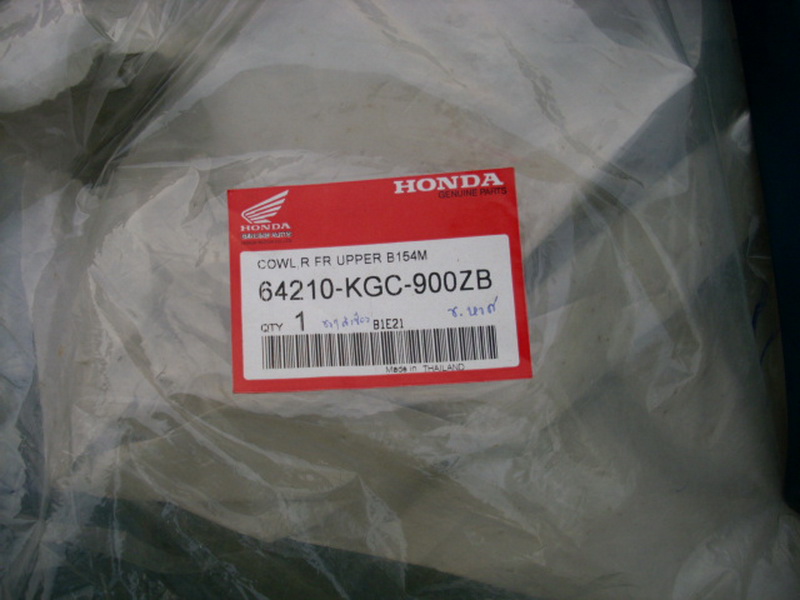 HONDA
GENUINE PARTS
HONDA
COWL,R FR UPPER B154M
64210-KGC-900ZB
QTY 1 B1E21
Made in THAILAND